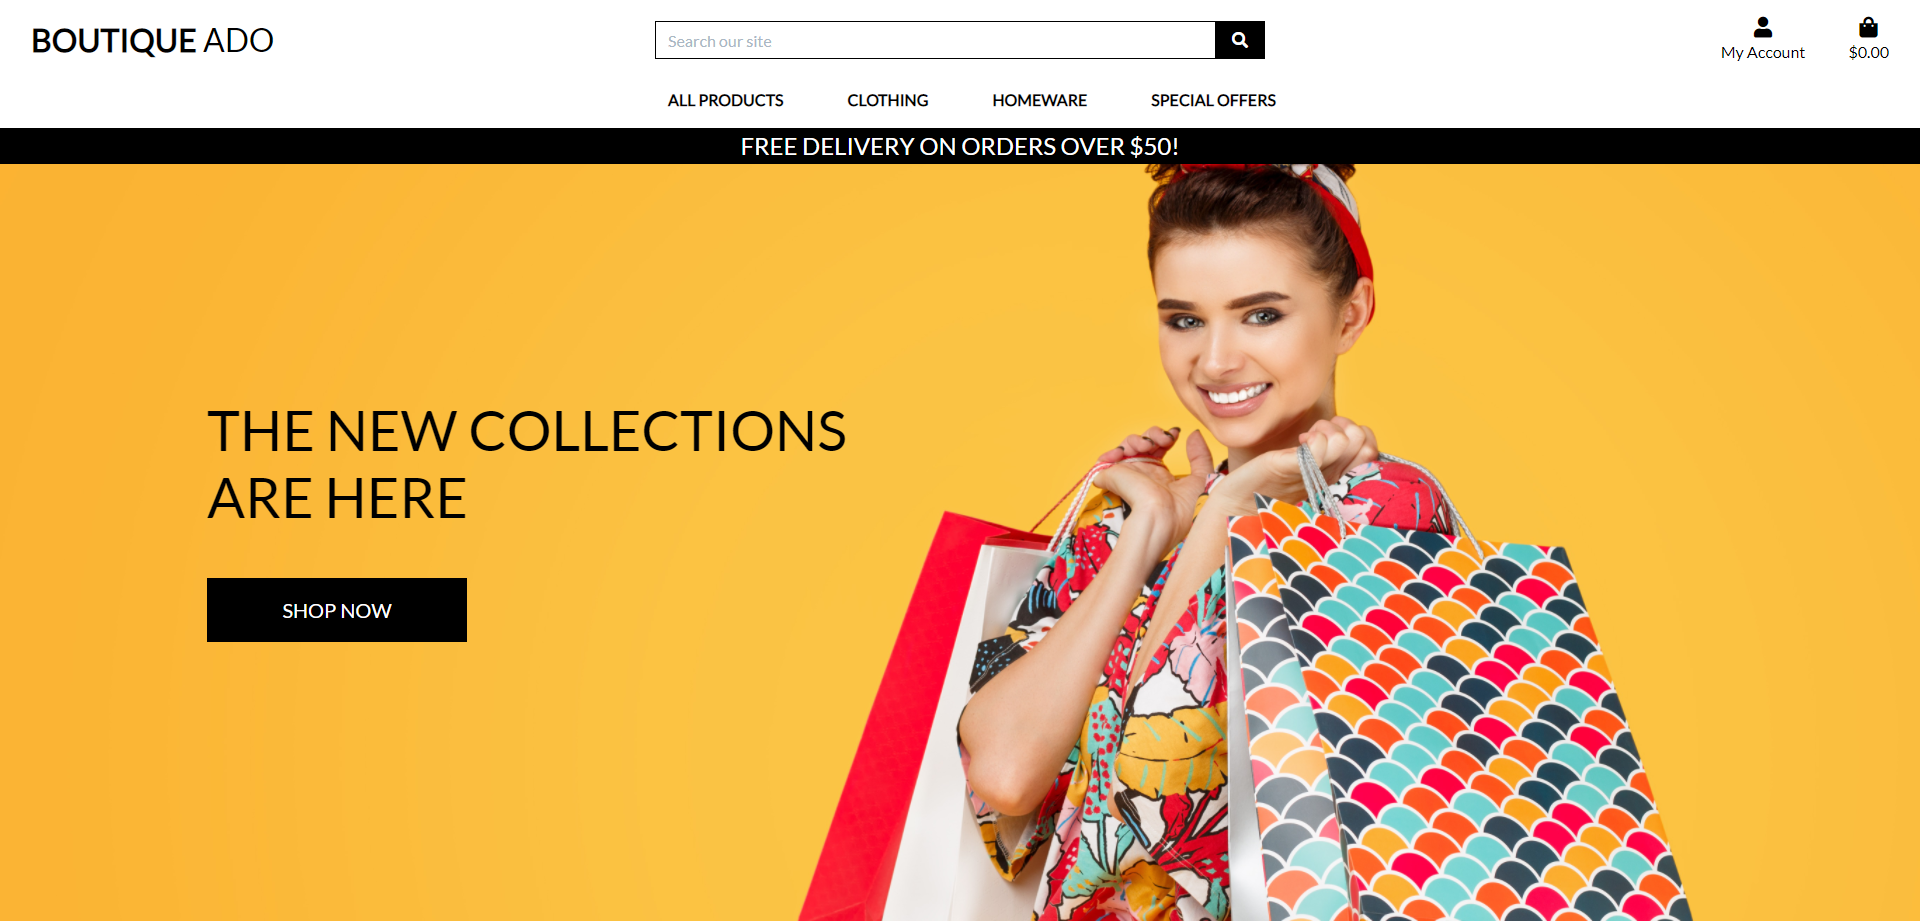 BOUTIQUE ADO
Search our site
My Account
$0.00
ALL PRODUCTS CLOTHING HOMEWARE SPECIAL OFFERS
FREE DELIVERY ON ORDERS OVER $50!
THE NEW COLLECTIONS
ARE HERE
SHOP NOW